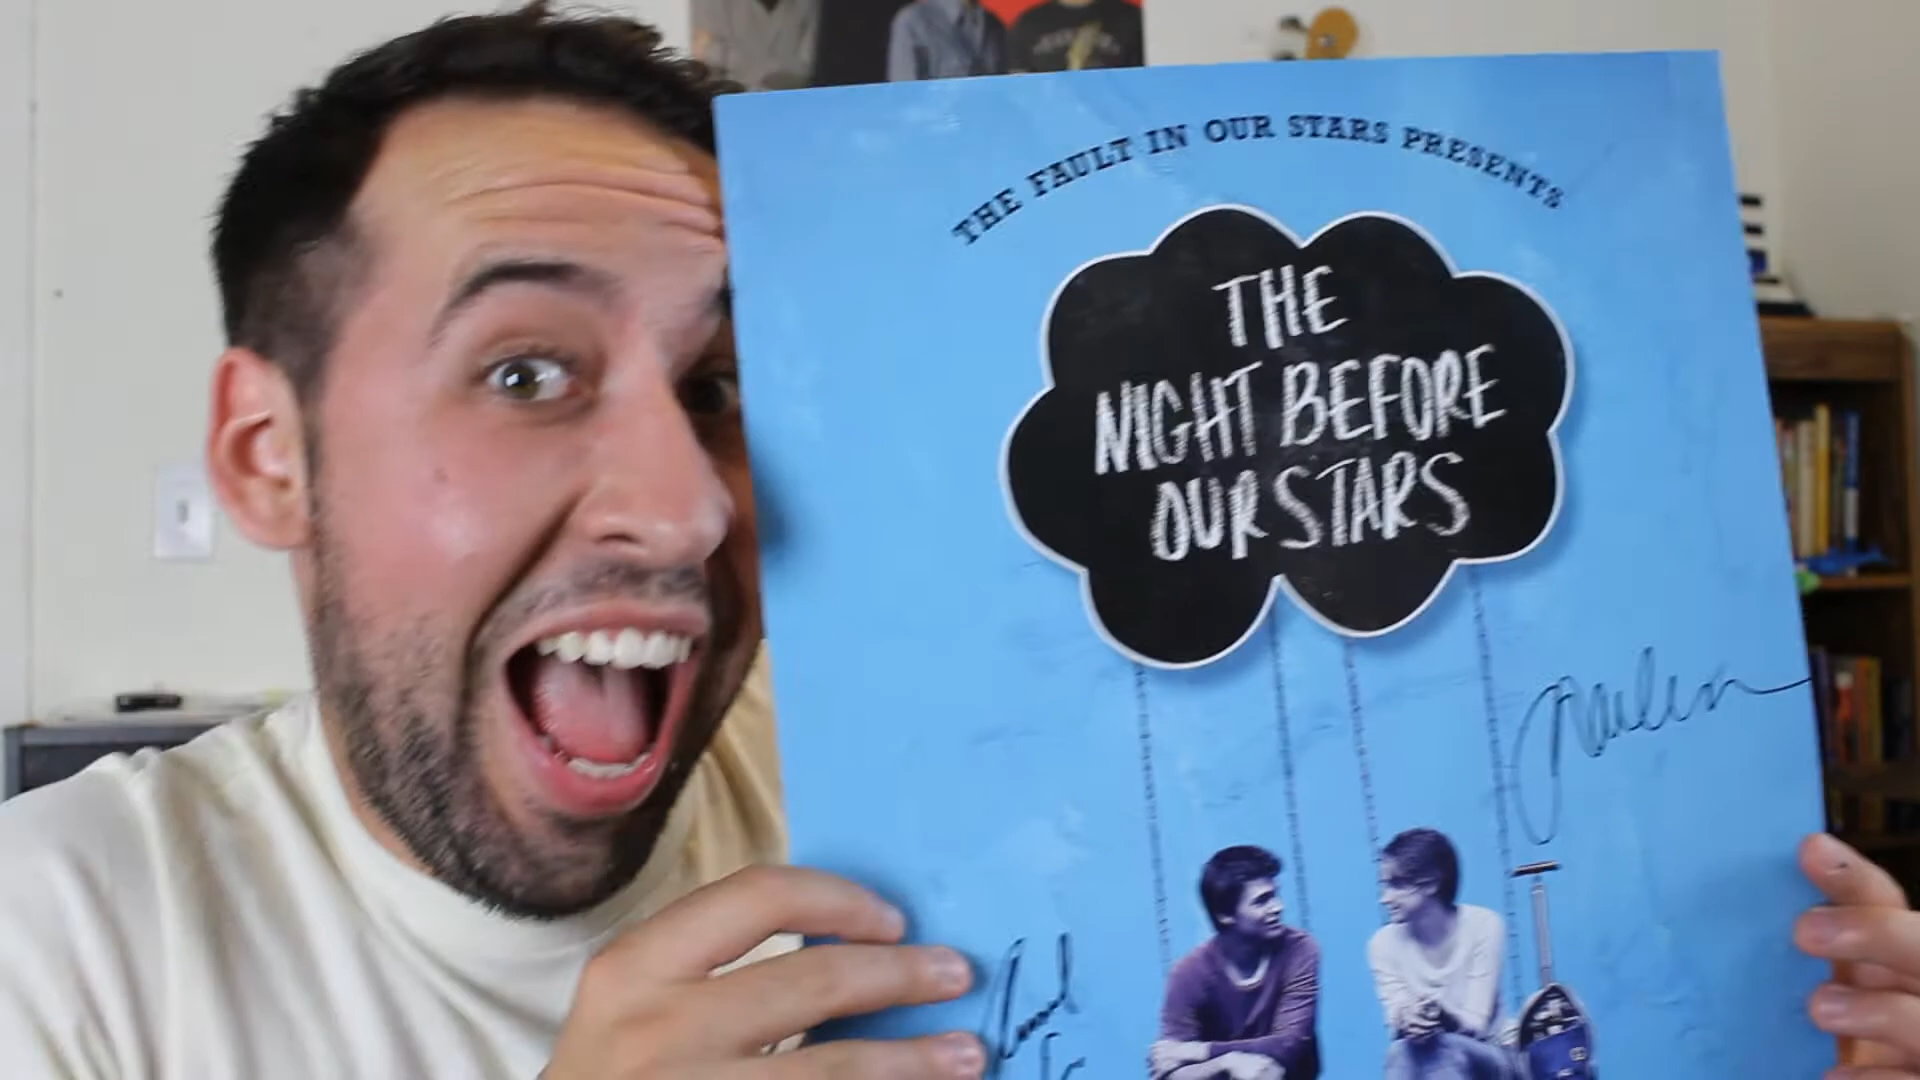 THE FAULT IN OUR STARS PRESENTS
THE
NIGHT BEFORE
OUR STARS